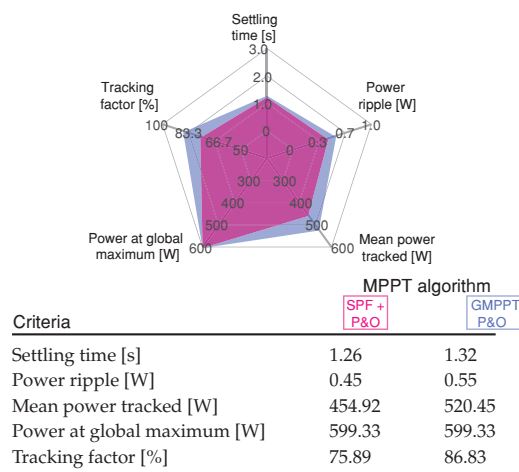 Settling
time [s]
3.0
2.0
1.0
0
Tracking
factor [%]
100
83.3
66.7
50
Power
ripple [W]
1.0
0.7
0.3
0
300
300
400
400
500
500
600
600
Power at global
maximum [W]
Mean power
tracked [W]
MPPT algorithm
Criteria
SPF +
P&O
GMPPT
P&O
Settling time [s] 1.26 1.32
Power ripple [W] 0.45 0.55
Mean power tracked [W] 454.92 520.45
Power at global maximum [W] 599.33 599.33
Tracking factor [%] 75.89 86.83